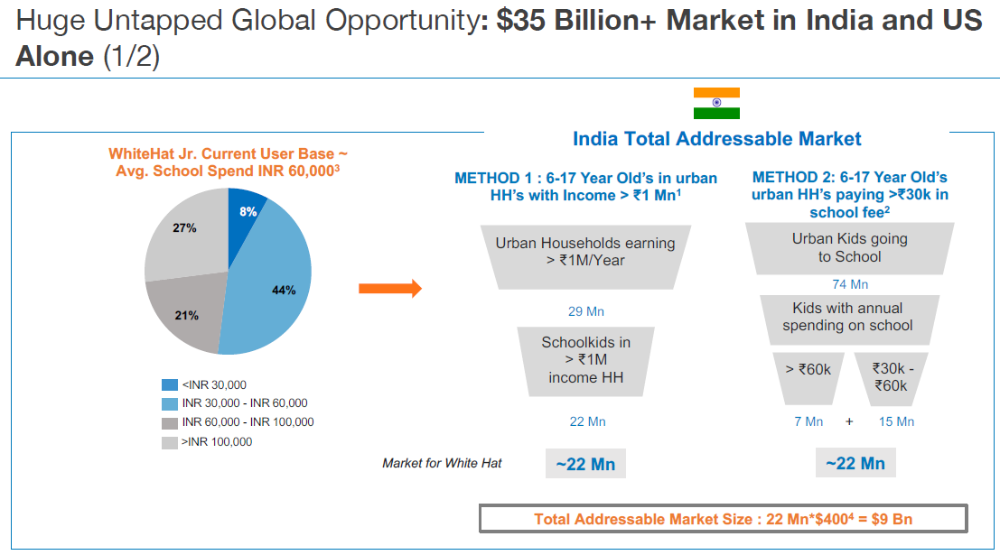 Huge Untapped Global Opportunity: $35 Billion+ Market in India and US
Alone (1/2)
India Total Addressable Market
WhiteHat Jr. Current User Base ~
Avg. School Spend INR 60,000³
8%
44%
21%
27%
<INR 30,000
INR 30,000 - INR 60,000
INR 60,000 - INR 100,000
>INR 100,000
METHOD 1 : 6-17 Year Old's in urban
HH's with Income > ₹1 Mn¹
Urban Households earning
> ₹1M/Year
29 Mn
Schoolkids in
> ₹1M
income HH
22 Mn
METHOD 2: 6-17 Year Old's
urban HH's paying >₹30k in
school fee²
Urban Kids going
to School
74 Mn
Kids with annual
spending on school
> ₹60k
₹30k -
₹60k
7 Mn + 15 Mn
Market for White Hat ~22 Mn ~22 Mn
Total Addressable Market Size : 22 Mn*$400⁴ = $9 Bn